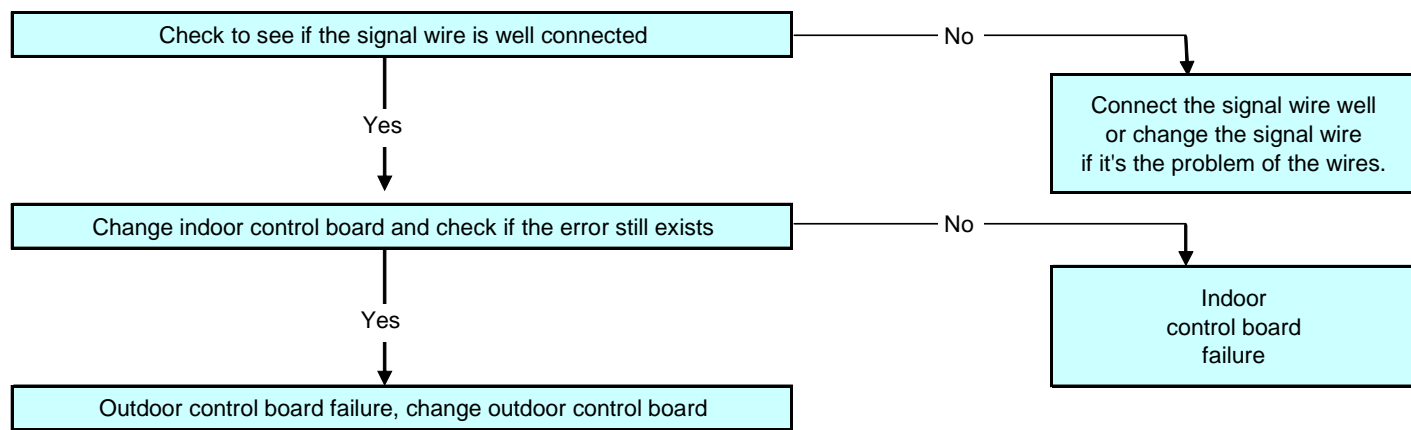 Check to see if the signal wire is well connected
No
Connect the signal wire well
or change the signal wire
if it's the problem of the wires.
Yes
Change indoor control board and check if the error still exists
No
Indoor
control board
failure
Yes
Outdoor control board failure, change outdoor control board